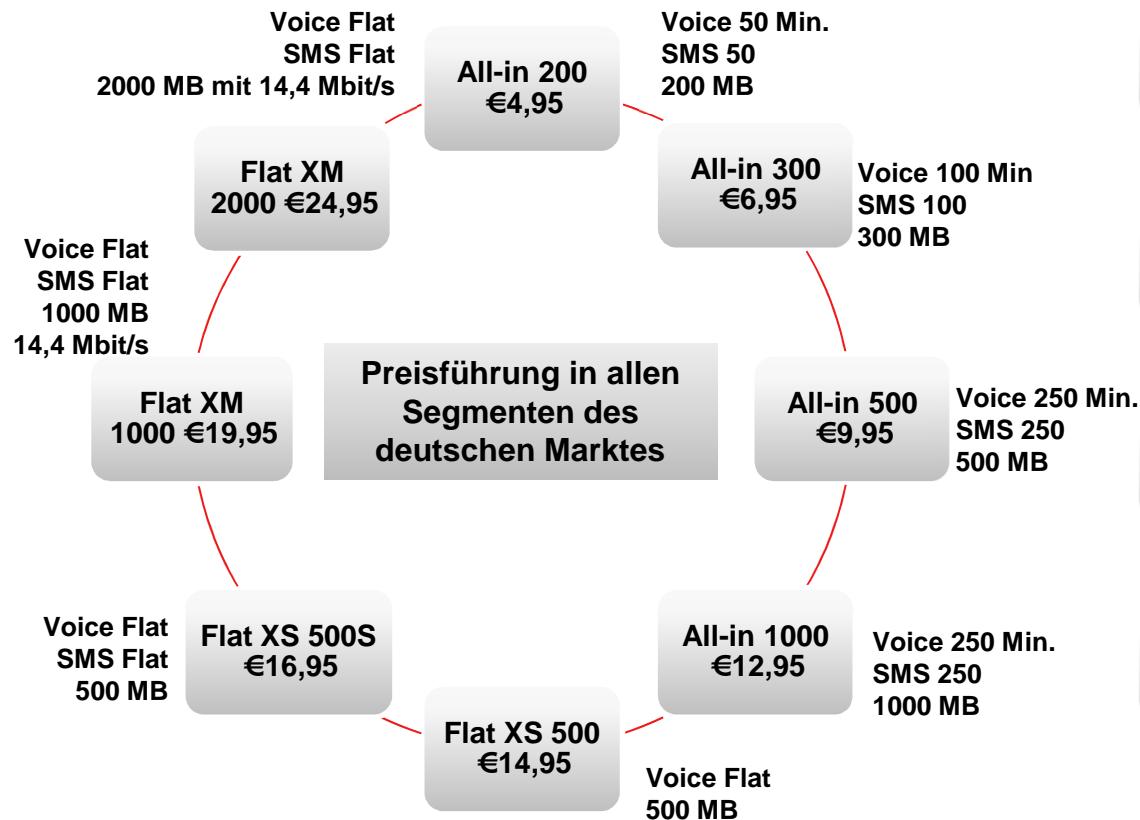 Voice Flat
SMS Flat
2000 MB mit 14,4 Mbit/s
All-in 200
€4,95
Voice 50 Min.
SMS 50
200 MB
All-in 300
€6,95
Voice 100 Min
SMS 100
300 MB
Flat XM
2000 €24,95
Voice Flat
SMS Flat
1000 MB
14,4 Mbit/s
Flat XM
1000 €19,95
Preisführung in allen
Segmenten des
deutschen Marktes
All-in 500
€9,95
Voice 250 Min.
SMS 250
500 MB
Voice Flat
SMS Flat
500 MB
Flat XS 500S
€16,95
All-in 1000
€12,95
Voice 250 Min.
SMS 250
1000 MB
Flat XS 500
€14,95
Voice Flat
500 MB